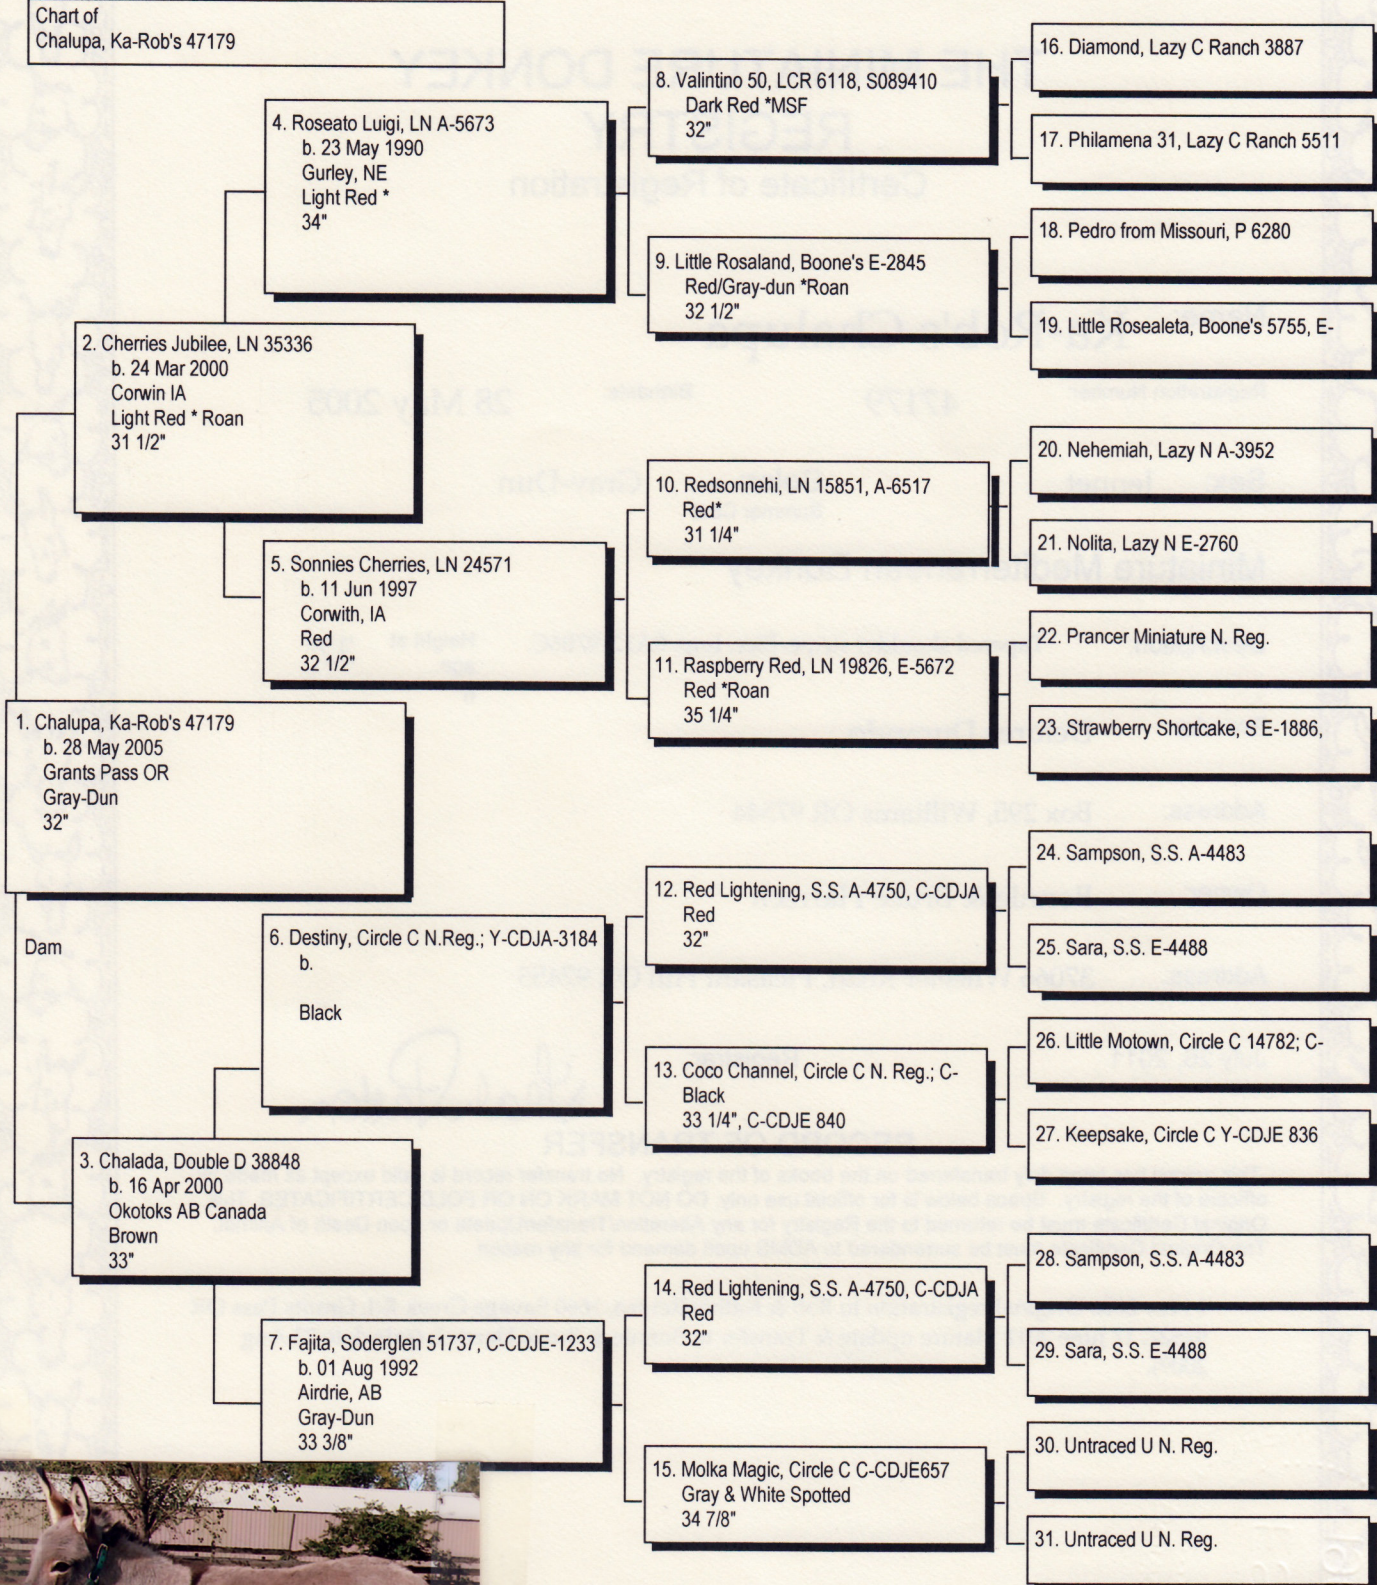 Chart of
Chalupa, Ka-Rob's 47179
1. Chalupa, Ka-Rob's 47179
b. 28 May 2005
Grants Pass OR
Gray-Dun
32"
Dam
2. Cherries Jubilee, LN 35336
b. 24 Mar 2000
Corwin IA
Light Red * Roan
31 1/2"
3. Chalada, Double D 38848
b. 16 Apr 2000
Okotoks AB Canada
Brown
33"
4. Roseato Luigi, LN A-5673
b. 23 May 1990
Gurley, NE
Light Red *
34"
5. Sonnies Cherries, LN 24571
b. 11 Jun 1997
Corwith, IA
Red
32 1/2"
6. Destiny, Circle C N.Reg.; Y-CDJA-3184
b.
Black
7. Fajita, Soderglen 51737, C-CDJE-1233
b. 01 Aug 1992
Airdrie, AB
Gray-Dun
33 3/8"
8. Valintino 50, LCR 6118, S089410
Dark Red *MSF
32"
9. Little Rosaland, Boone's E-2845
Red/Gray-dun *Roan
32 1/2"
10. Redsonnehi, LN 15851, A-6517
Red*
31 1/4"
11. Raspberry Red, LN 19826, E-5672
Red *Roan
35 1/4"
12. Red Lightening, S.S. A-4750, C-CDJA
Red
32"
13. Coco Channel, Circle C N. Reg.; C-
Black
33 1/4", C-CDJE 840
14. Red Lightening, S.S. A-4750, C-CDJA
Red
32"
15. Molka Magic, Circle C C-CDJE657
Gray & White Spotted
34 7/8"
16. Diamond, Lazy C Ranch 3887
17. Philamena 31, Lazy C Ranch 5511
18. Pedro from Missouri, P 6280
19. Little Rosealeta, Boone's 5755, E-
20. Nehemiah, Lazy N A-3952
21. Nolita, Lazy N E-2760
22. Prancer Miniature N. Reg.
23. Strawberry Shortcake, S E-1886,
24. Sampson, S.S. A-4483
25. Sara, S.S. E-4488
26. Little Motown, Circle C 14782; C-
27. Keepsake, Circle C Y-CDJE 836
28. Sampson, S.S. A-4483
29. Sara, S.S. E-4488
30. Untraced U N. Reg.
31. Untraced U N. Reg.